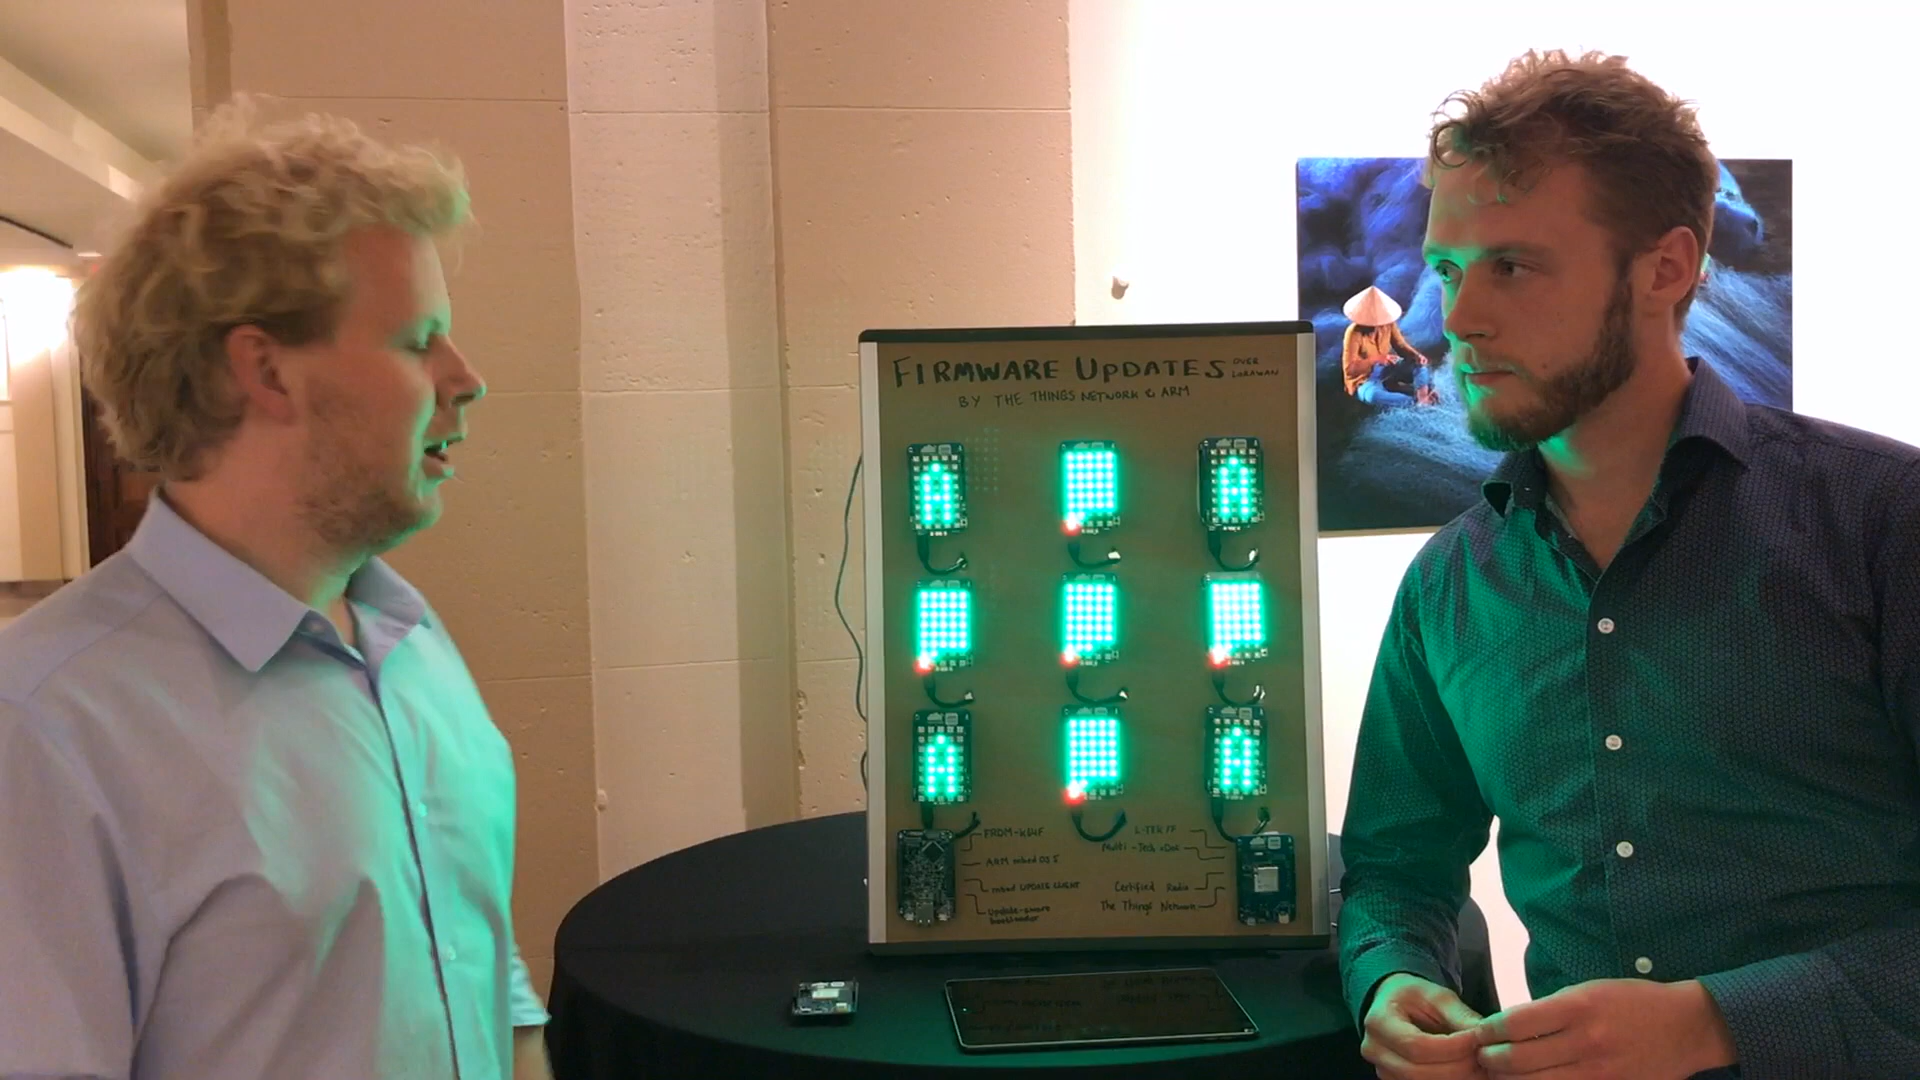 FIRMWARE UPDATES OVER LORAWAN
BY THE THINGS NETWORK & ARM
A
A
A
A
FRDM-K64F
ARM mbed OS 5
mbed UPDATE CLIENT
Update-aware
bootloader
L-TEK FF
Multi-Tech xDot
Certified Radio
The Things Network